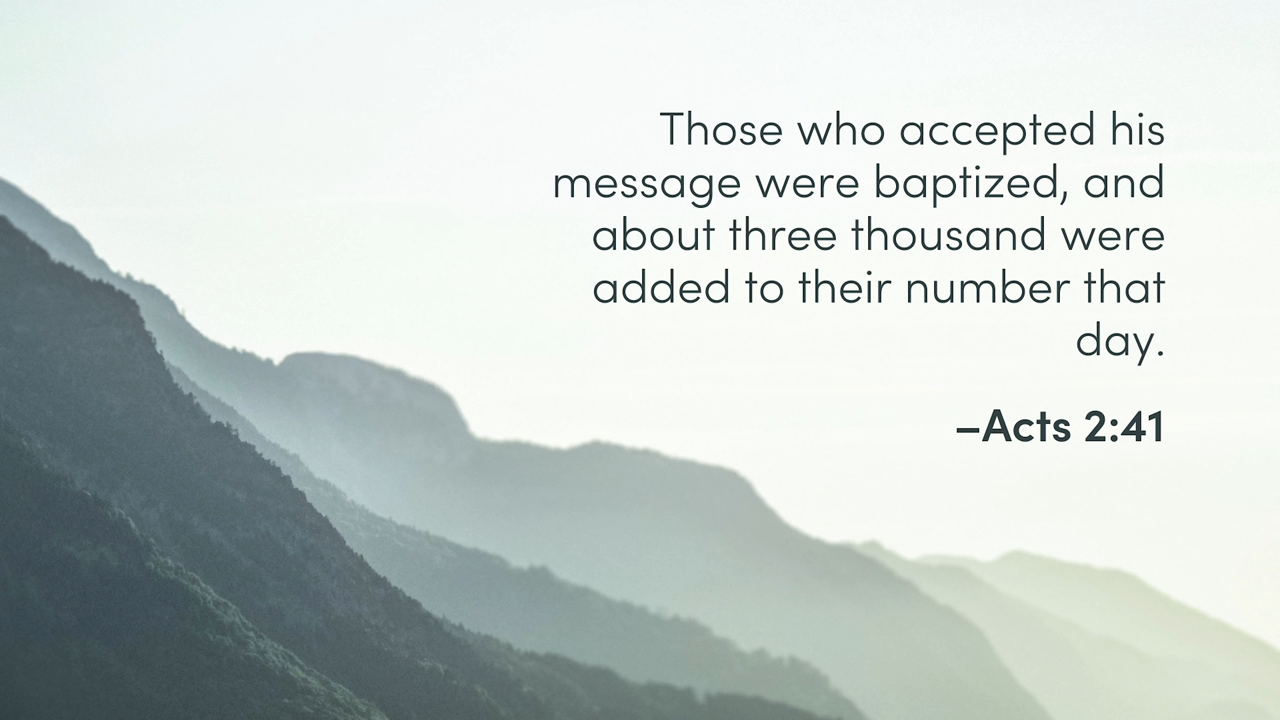 Those who accepted his
message were baptized, and
about three thousand were
added to their number that
day.
–Acts 2:41